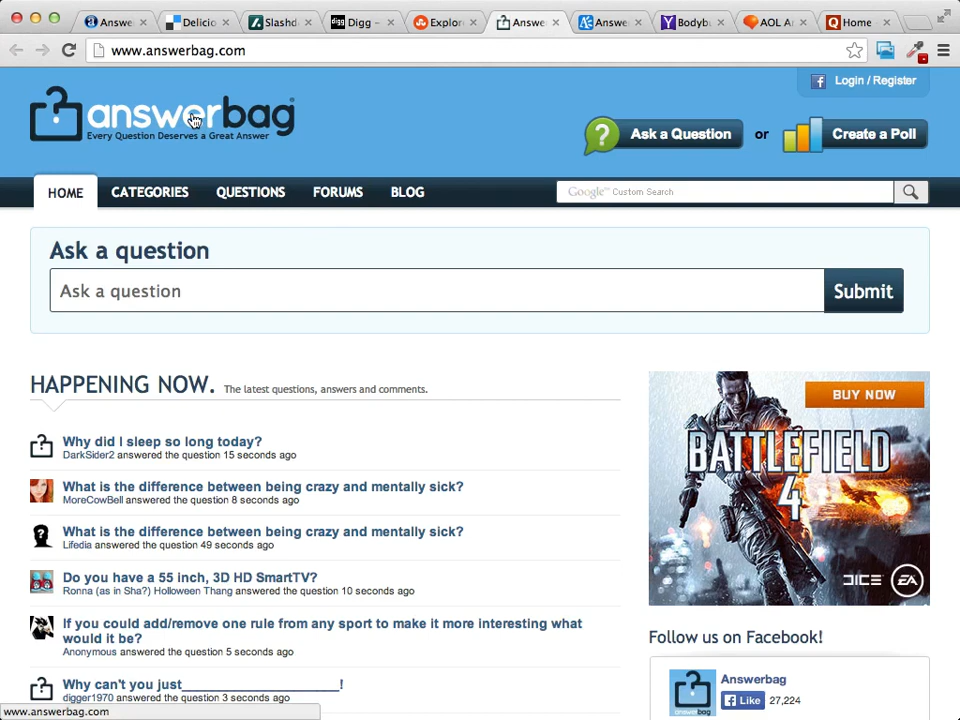 Answe
Delicio
Slashd
Digg –
Explor
Answe
Answe
Bodyb
AOL A
Home
www.answerbag.com
answerbag
Every Question Deserves a Great Answer
Login / Register
Ask a Question or Create a Poll
HOME CATEGORIES QUESTIONS FORUMS BLOG
Google™ Custom Search
Ask a question
Ask a question
Submit
HAPPENING NOW. The latest questions, answers and comments.
Why did I sleep so long today?
DarkSider2 answered the question 15 seconds ago
What is the difference between being crazy and mentally sick?
MoreCowBell answered the question 8 seconds ago
What is the difference between being crazy and mentally sick?
Lifedia answered the question 49 seconds ago
Do you have a 55 inch, 3D HD SmartTV?
Ronna (as in Sha?) Holloween Thang answered the question 10 seconds ago
If you could add/remove one rule from any sport to make it more interesting what
would it be?
Anonymous answered the question 5 seconds ago
Why can't you just____________________!
digger1970 answered the question 3 seconds ago
BUY NOW
BATTLEFIELD
4
DICE EA
Follow us on Facebook!
answerbag
Answerbag
Like 27,224
www.answerbag.com